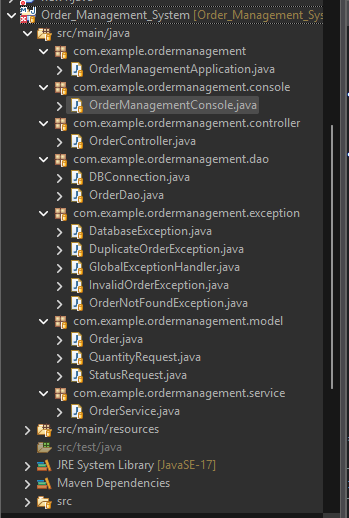 Order_Management_System [Order_Management_Sys
src/main/java
com.example.ordermanagement
OrderManagementApplication.java
com.example.ordermanagement.console
OrderManagementConsole.java
com.example.ordermanagement.controller
OrderController.java
com.example.ordermanagement.dao
DBConnection.java
OrderDao.java
com.example.ordermanagement.exception
DatabaseException.java
DuplicateOrderException.java
GlobalExceptionHandler.java
InvalidOrderException.java
OrderNotFoundException.java
com.example.ordermanagement.model
Order.java
QuantityRequest.java
StatusRequest.java
com.example.ordermanagement.service
OrderService.java
src/main/resources
src/test/java
JRE System Library [JavaSE-17]
Maven Dependencies
src